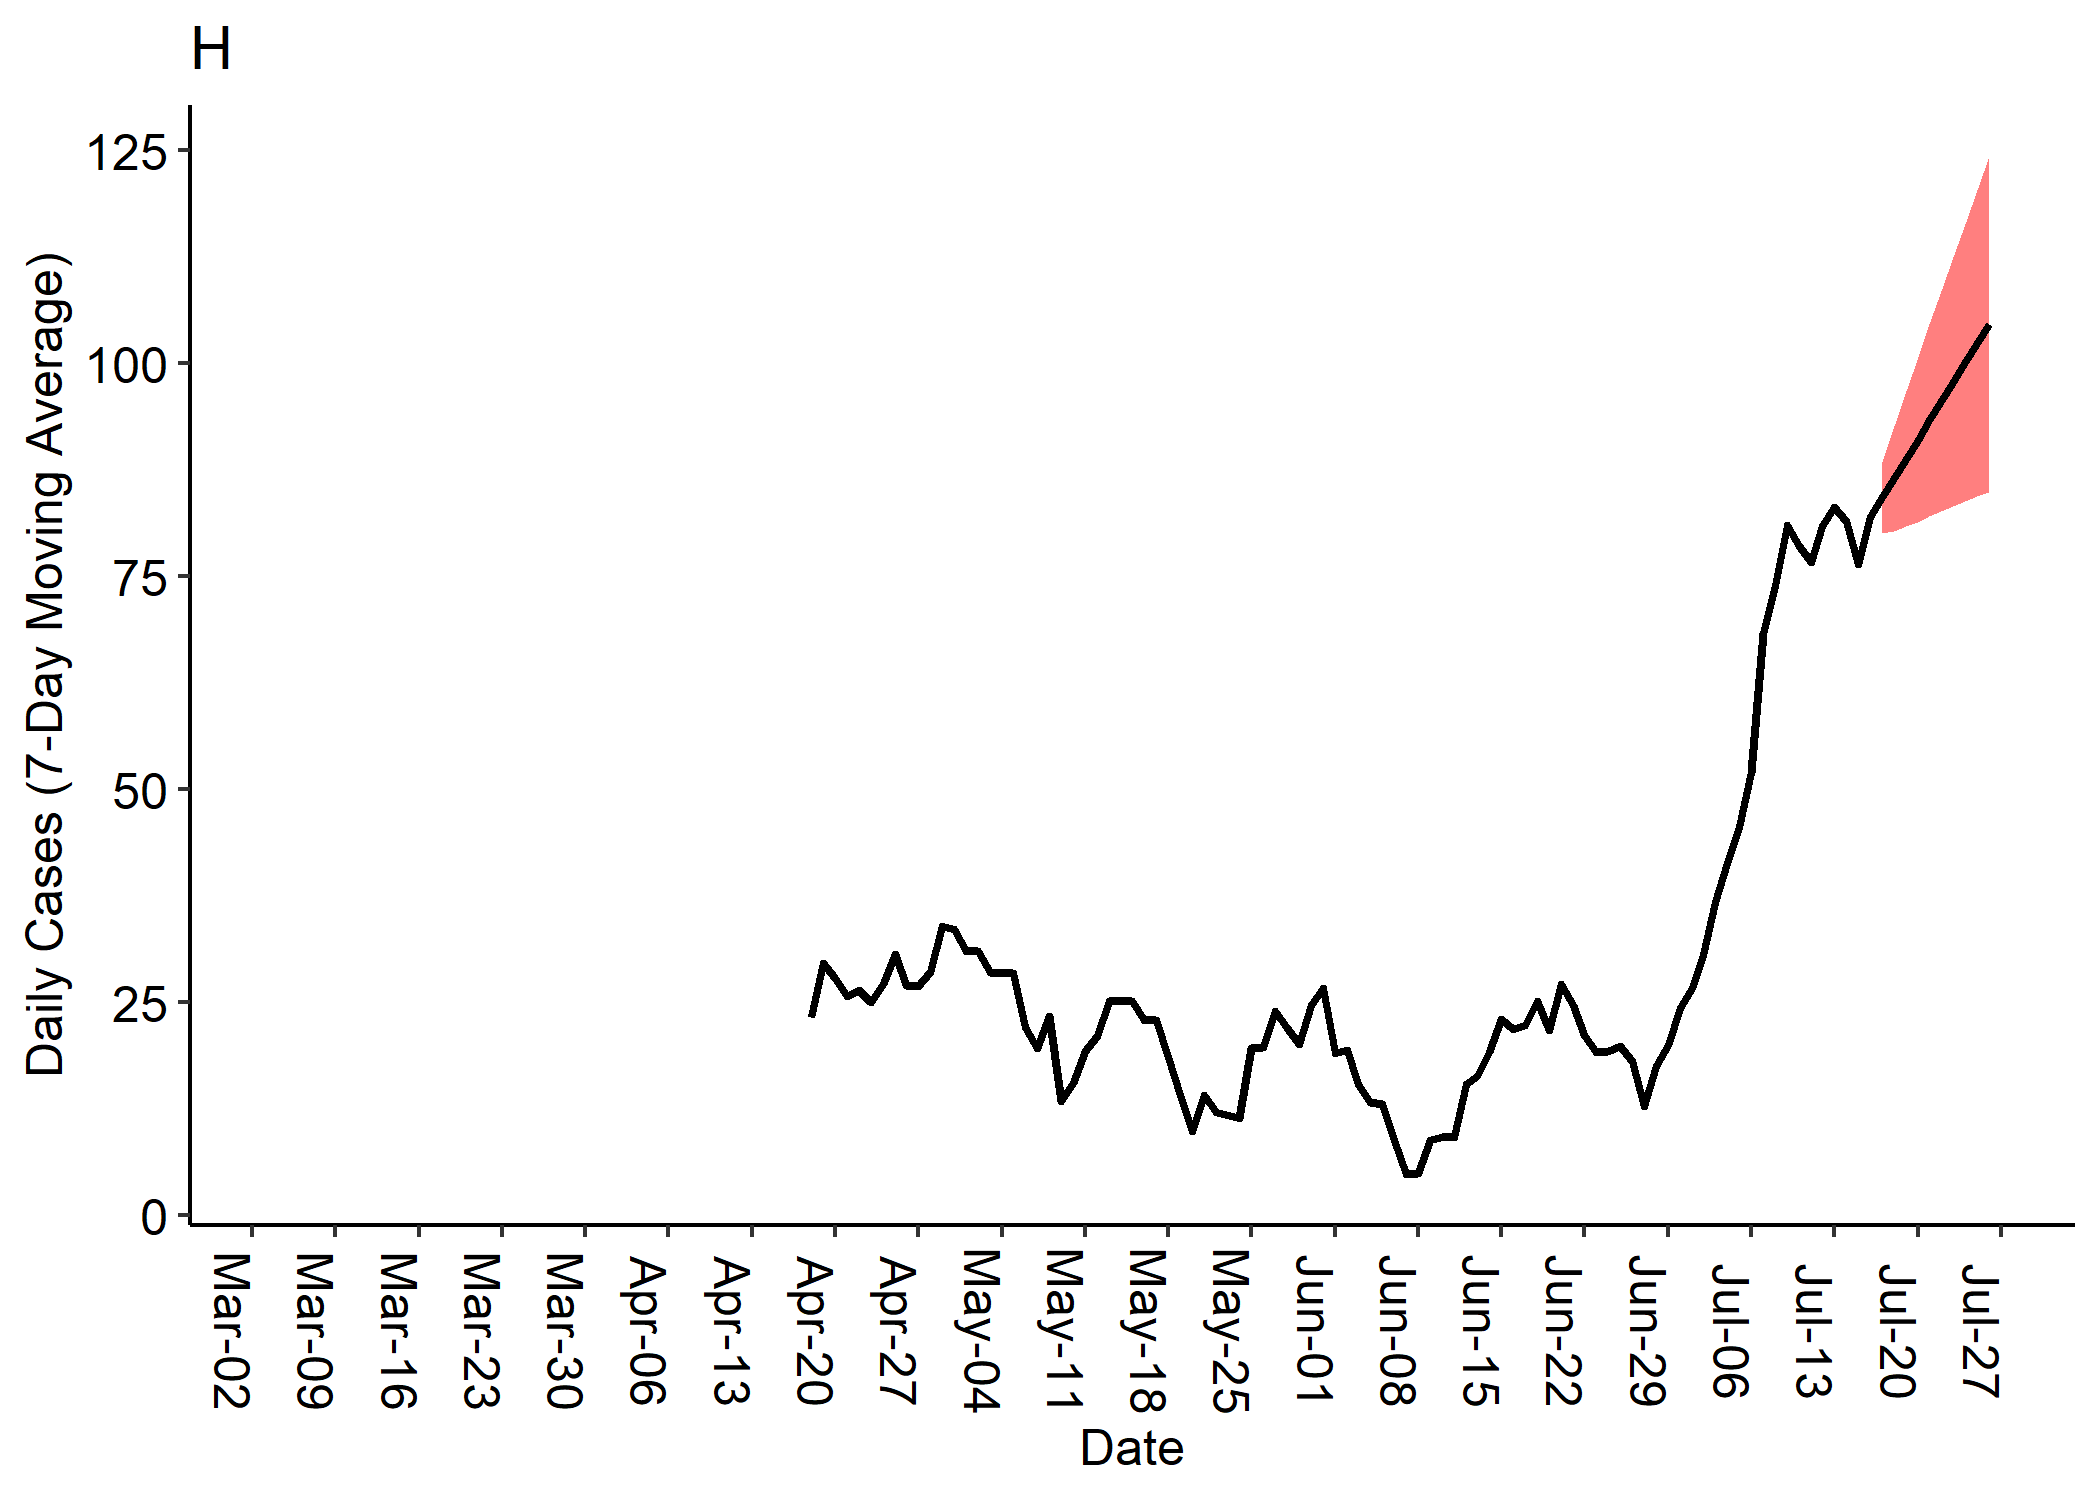 H
Daily Cases (7-Day Moving Average)
125
100
75
50
25
0
Mar-02
Mar-09
Mar-16
Mar-23
Mar-30
Apr-06
Apr-13
Apr-20
Apr-27
May-04
May-11
May-18
May-25
Jun-01
Jun-08
Jun-15
Jun-22
Jun-29
Jul-06
Jul-13
Jul-20
Jul-27
Date